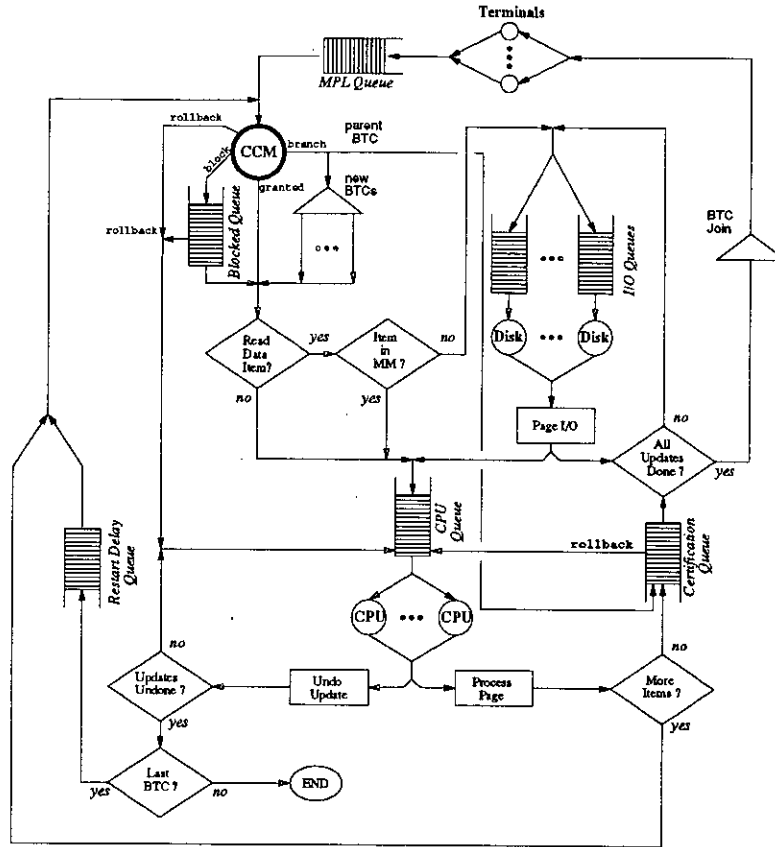 Terminals
MPL Queue
rollback
CCM
branch
parent
BTC
block
granted
new
BTCs
rollback
Blocked Queue
I/O Queues
BTC
Join
Disk
Disk
Read
Data
Item?
yes
no
Item
in
MM ?
no
yes
Page I/O
no
All
Updates
Done ?
yes
CPU
Queue
Restart Delay
Queue
rollback
Certification
Queue
CPU
CPU
no
Updates
Undone ?
yes
Undo
Update
Process
Page
no
More
Items ?
yes
Last
BTC ?
yes
no
END